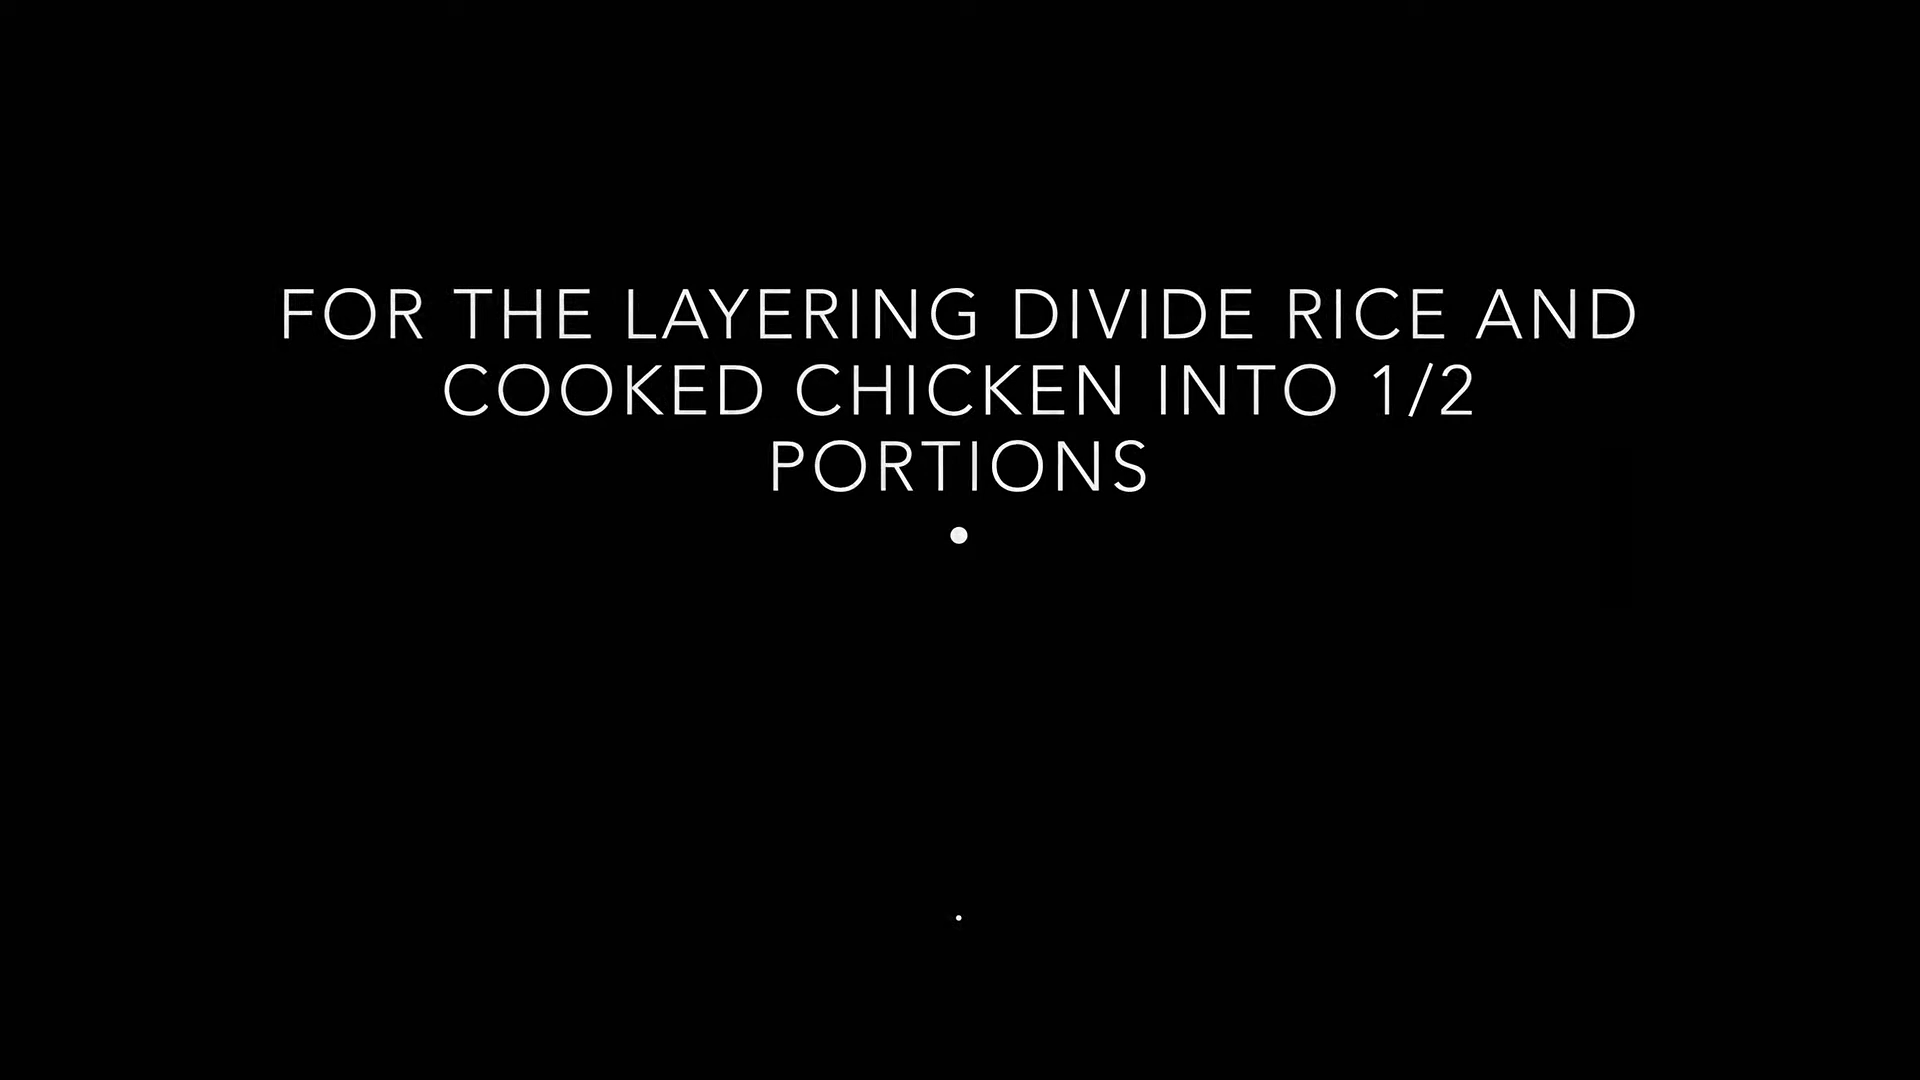 FOR THE LAYERING DIVIDE RICE AND
COOKED CHICKEN INTO 1/2
PORTIONS